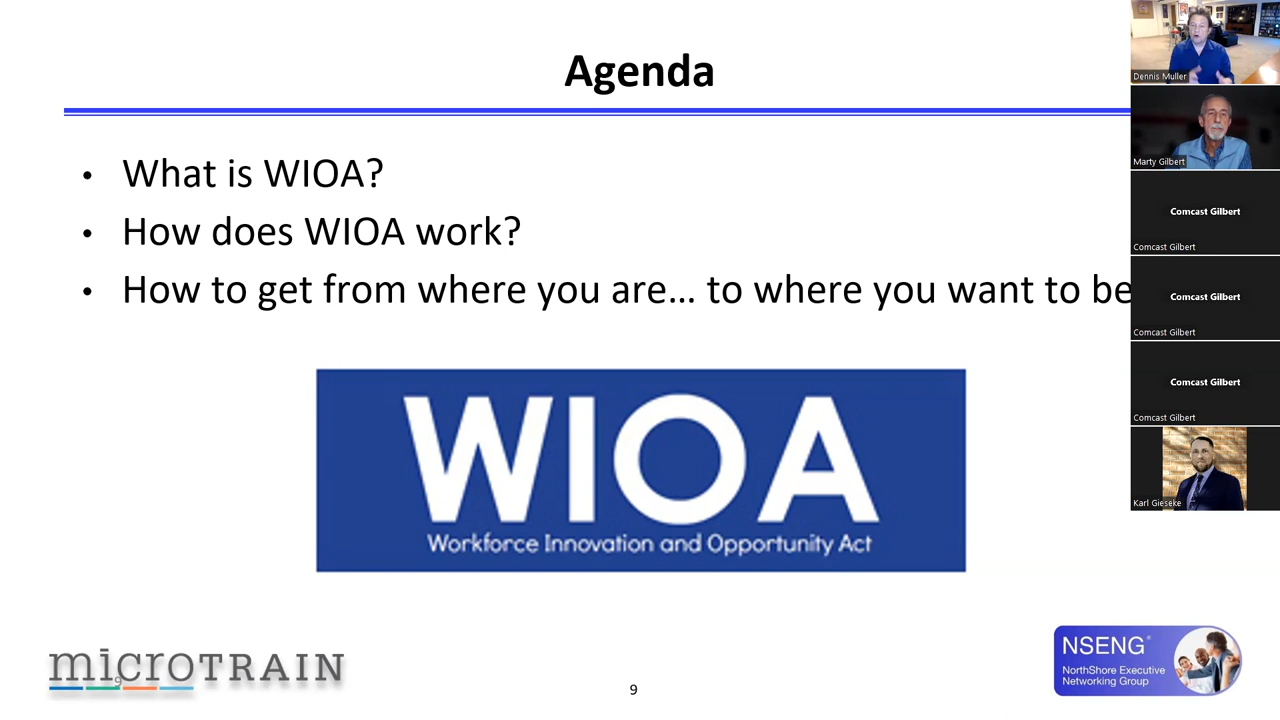 Agenda
• What is WIOA?
• How does WIOA work?
• How to get from where you are… to where you want to be
WIOA
Workforce Innovation and Opportunity Act
microTRAIN
9
9
NSENG®
NorthShore Executive
Networking Group
Dennis Muller
Marty Gilbert
Comcast Gilbert
Comcast Gilbert
Comcast Gilbert
Comcast Gilbert
Comcast Gilbert
Comcast Gilbert
Karl Gieseke